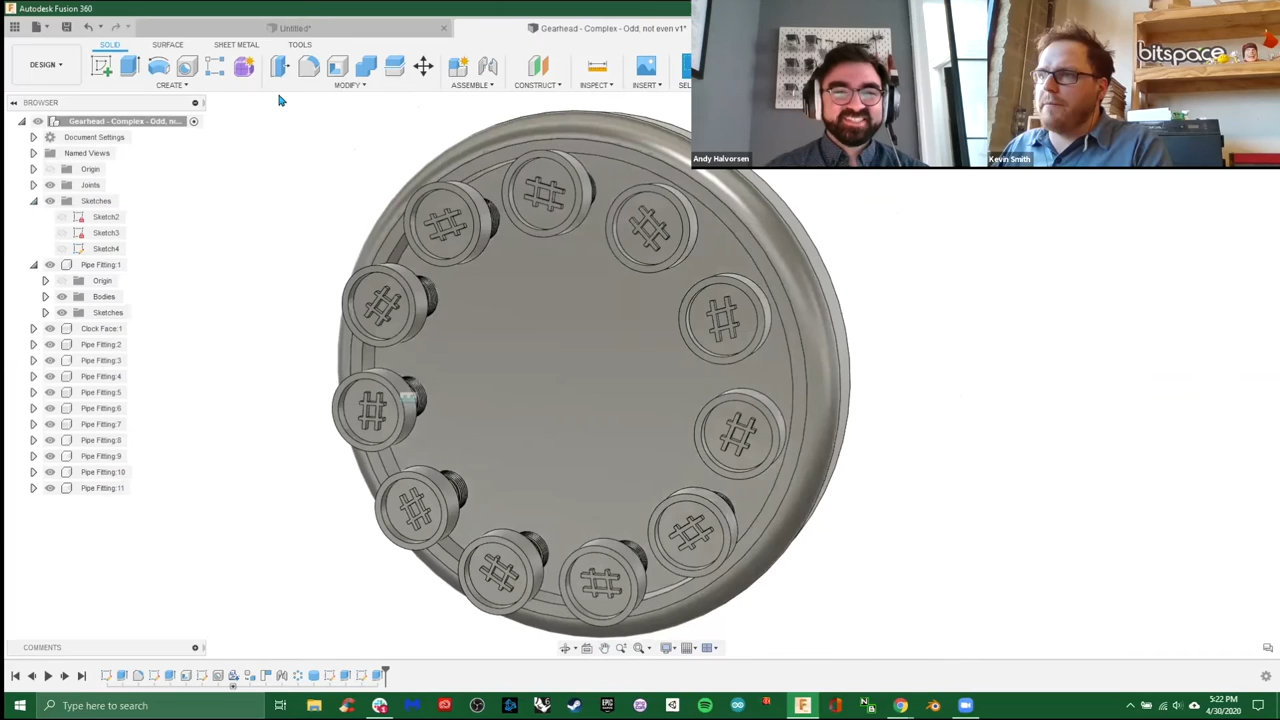 Autodesk Fusion 360
Untitled*
Gearhead - Complex - Odd, not even v1*
SOLID
SURFACE
SHEET METAL
TOOLS
DESIGN
CREATE
MODIFY
ASSEMBLE
CONSTRUCT
INSPECT
INSERT
SEL
bitspace
Andy Halvorsen
Kevin Smith
BROWSER
Gearhead - Complex - Odd, nc...
Document Settings
Named Views
Origin
Joints
Sketches
Sketch2
Sketch3
Sketch4
Pipe Fitting:1
Origin
Bodies
Sketches
Clock Face:1
Pipe Fitting:2
Pipe Fitting:3
Pipe Fitting:4
Pipe Fitting:5
Pipe Fitting:6
Pipe Fitting:7
Pipe Fitting:8
Pipe Fitting:9
Pipe Fitting:10
Pipe Fitting:11
COMMENTS
Type here to search
5:22 PM
4/30/2020